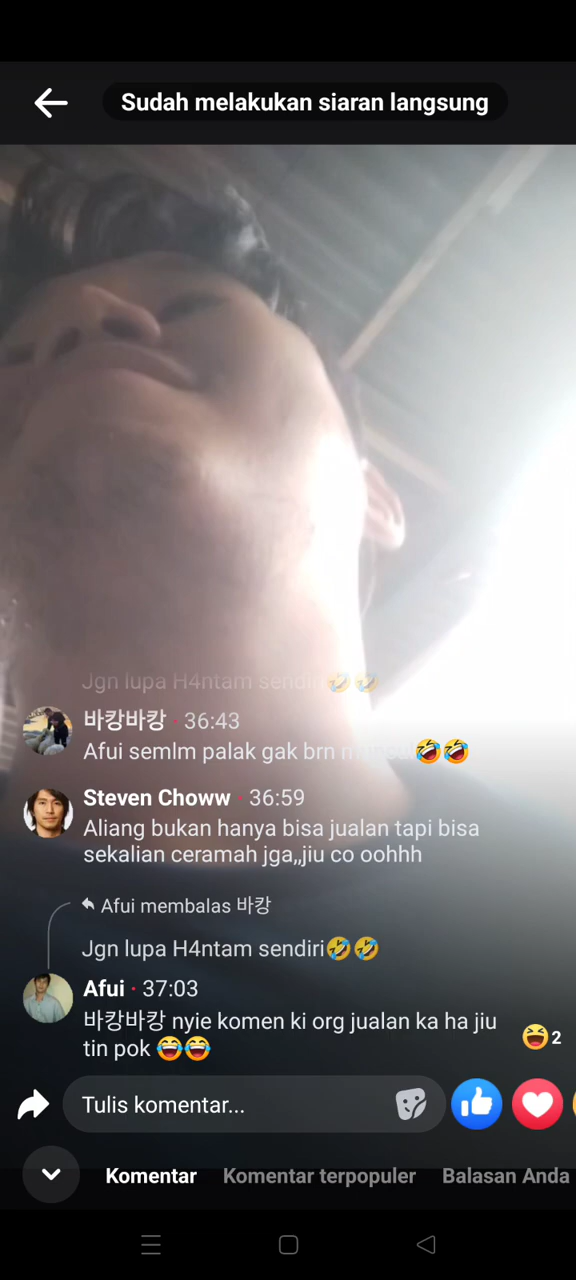 Sudah melakukan siaran langsung
Jgn lupa H4ntam sendiri🤣🤣
바캉바캉 · 36:43
Afui semlm palak gak brn 🤣🤣
Steven Choww · 36:59
Aliang bukan hanya bisa jualan tapi bisa
sekalian ceramah jga,,jiu co oohhh
Afui membalas 바캉
Jgn lupa H4ntam sendiri🤣🤣
Afui · 37:03
바캉바캉 nyie komen ki org jualan ka ha jiu
tin pok 😂😂
2
Tulis komentar...
Komentar
Komentar terpopuler
Balasan Anda